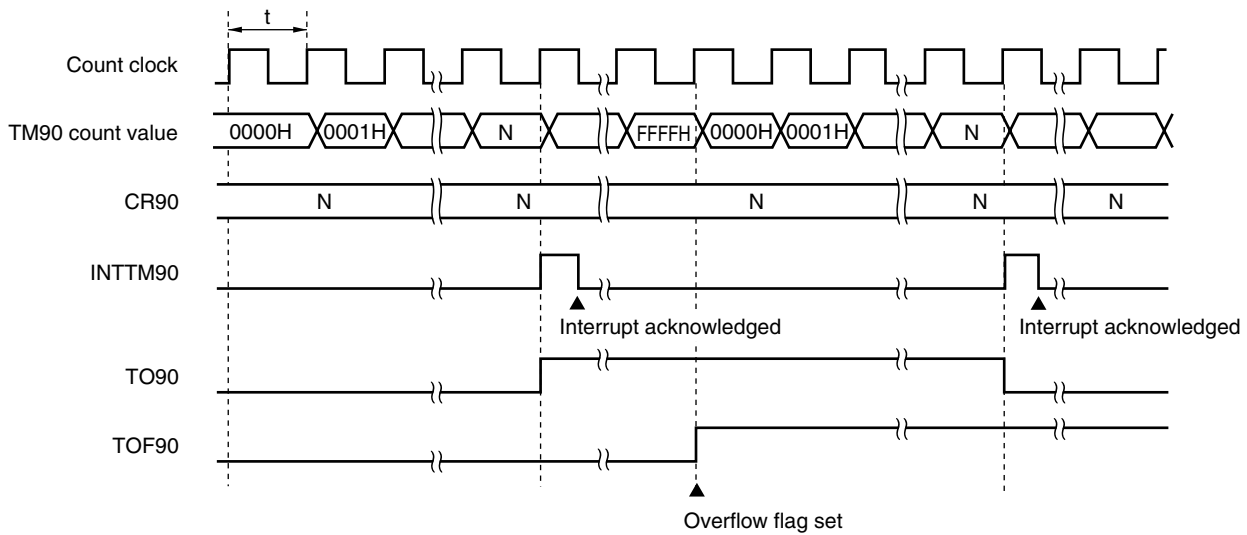 t
Count clock
TM90 count value 0000H 0001H N FFFFH 0000H 0001H N
CR90 N N N N N
INTTM90
Interrupt acknowledged Interrupt acknowledged
TO90
TOF90
Overflow flag set